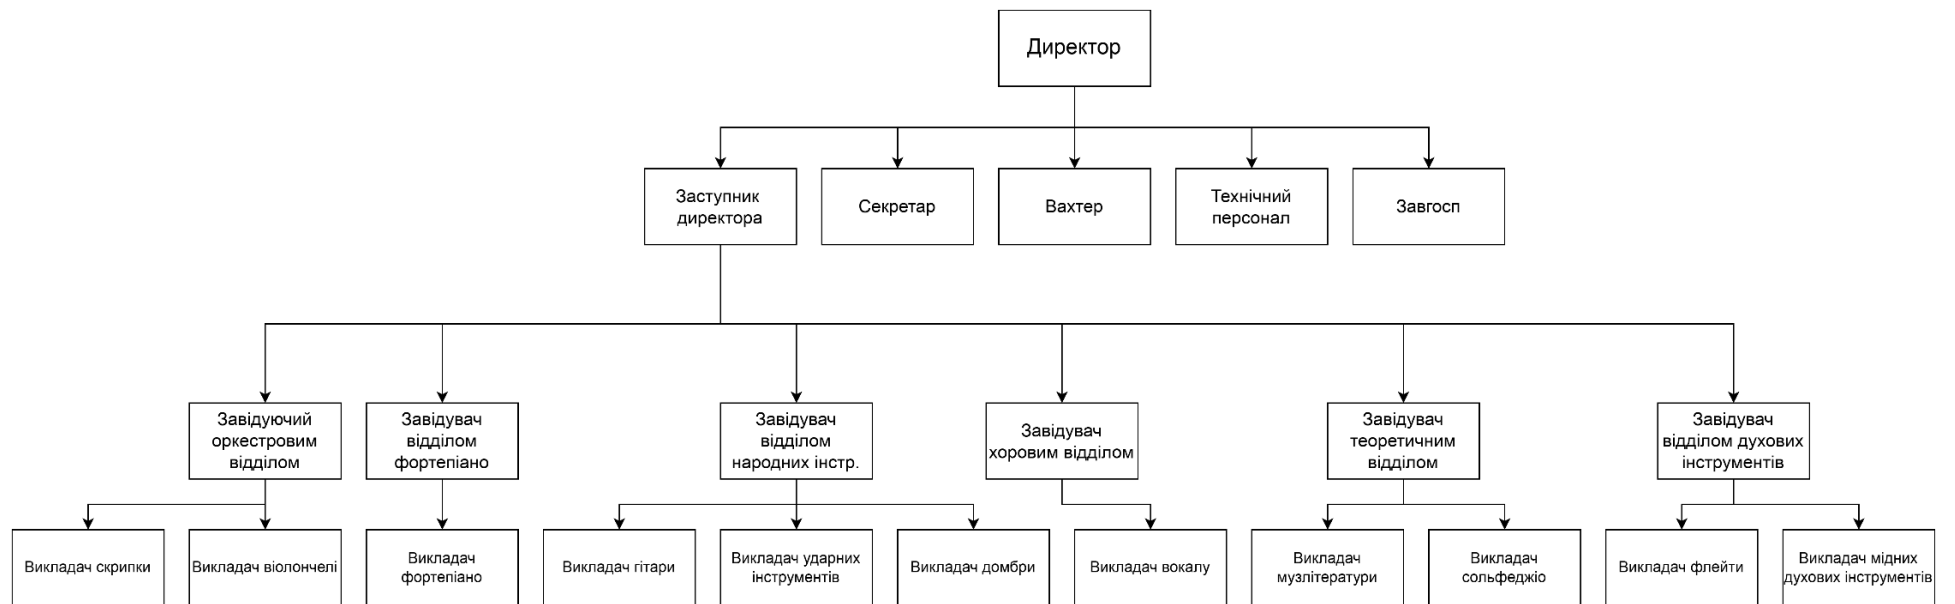 Директор
Заступник
директора
Секретар
Вахтер
Технічний
персонал
Завгосп
Завідуючий
оркестровим
відділом
Завідувач
відділом
фортепіано
Завідувач
відділом
народних інстр.
Завідувач
хоровим відділом
Завідувач
теоретичним
відділом
Завідувач
відділом духових
інструментів
Викладач скрипки
Викладач віолончелі
Викладач
фортепіано
Викладач гітари
Викладач ударних
інструментів
Викладач домбри
Викладач вокалу
Викладач
музлітератури
Викладач
сольфеджіо
Викладач флейти
Викладач мідних
духових інструментів